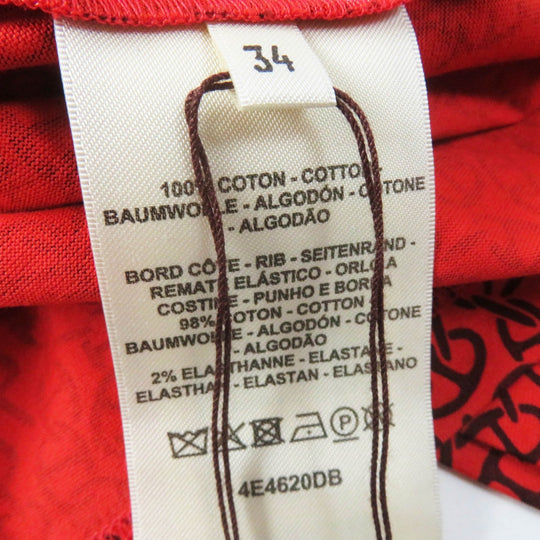 34
100% COTON - COTTON -
BAUMWOLLE - ALGODÓN - COTONE
- ALGODÃO
BORD CÔTE - RIB - SEITENRAND -
REMATE ELÁSTICO - ORLO A
COSTINE - PUNHO E BORDA
98% COTON - COTTON -
BAUMWOLLE - ALGODÓN - COTONE
- ALGODÃO
2% ELASTHANNE - ELASTANE -
ELASTHAN - ELASTAN - ELASTANO
P
4E4620DB